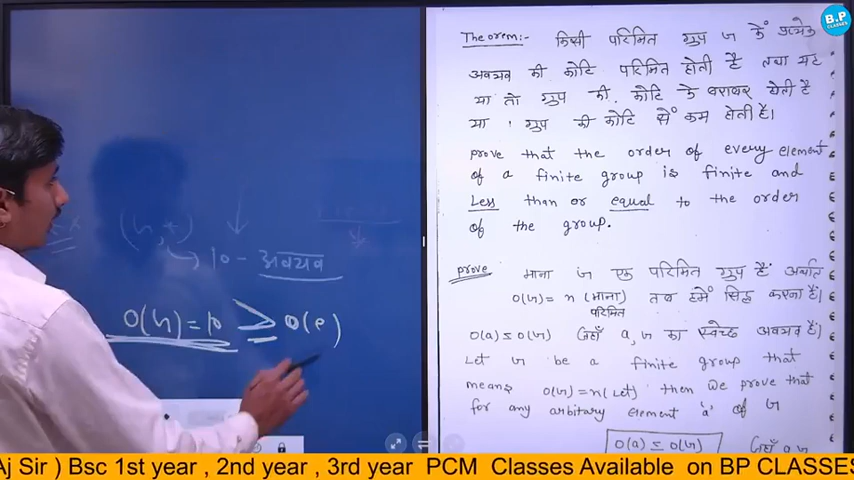 (G, *)
10 - अवयव
O(G) = 10 ≥ O(e)
B.P
CLASSES
Theorem:- किसी परिमित ग्रुप G के प्रत्येक
अवयव की कोटि परिमित होती है तथा यह
या तो ग्रुप की कोटि के बराबर होती है
या ग्रुप की कोटि से कम होती है।
prove that the order of every element
of a finite group is finite and
Less than or equal to the order
of the group.
prove माना G एक परिमित ग्रुप है अर्थात
O(G) = n (माना) तब हमें सिद्ध करना है।
परिमित
O(a) ≤ O(G) जहाँ a, G का स्वेच्छ अवयव है।
Let G be a finite group that
means O(G) = n (Let) then we prove that
for any arbitary element 'a' of G
O(a) ≤ O(G) जहाँ a, G
Aj Sir ) Bsc 1st year , 2nd year , 3rd year PCM Classes Available on BP CLASSES